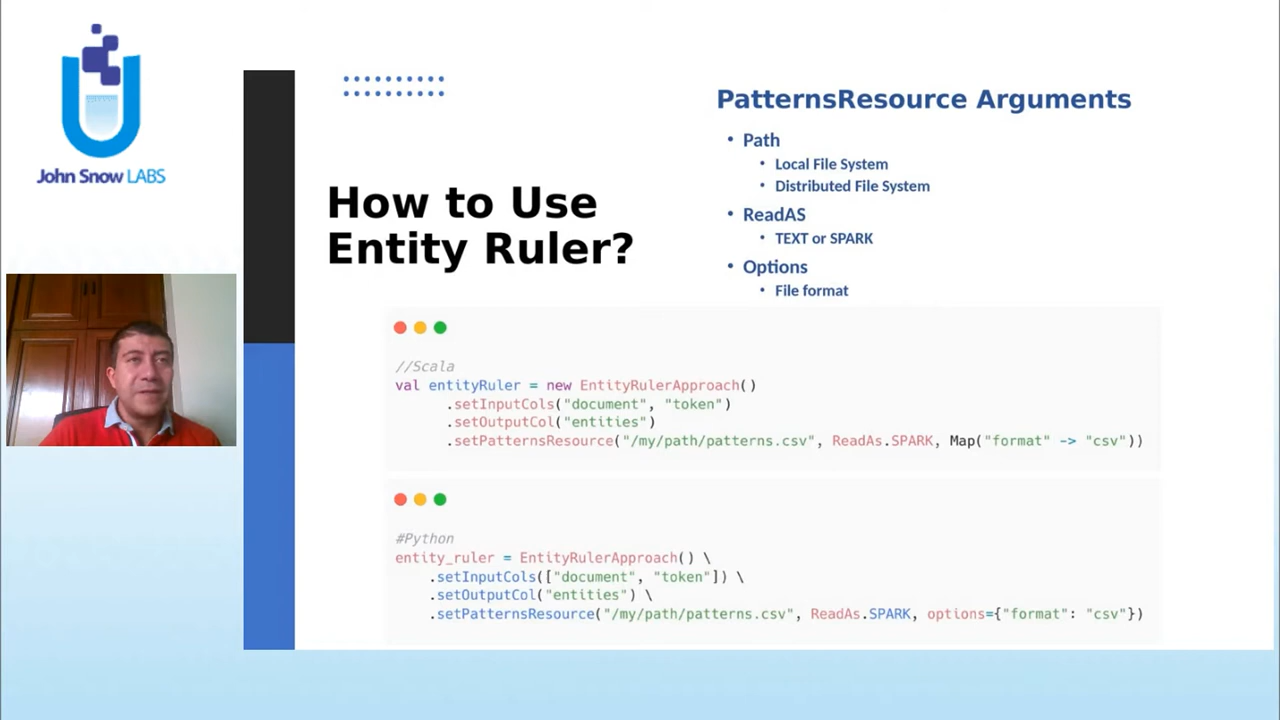 John Snow LABS
How to Use
Entity Ruler?
PatternsResource Arguments
• Path
• Local File System
• Distributed File System
• ReadAS
• TEXT or SPARK
• Options
• File format
//Scala
val entityRuler = new EntityRulerApproach()
.setInputCols("document", "token")
.setOutputCol("entities")
.setPatternsResource("/my/path/patterns.csv", ReadAs.SPARK, Map("format" -> "csv"))
#Python
entity_ruler = EntityRulerApproach() \
.setInputCols(["document", "token"]) \
.setOutputCol("entities") \
.setPatternsResource("/my/path/patterns.csv", ReadAs.SPARK, options={"format": "csv"})